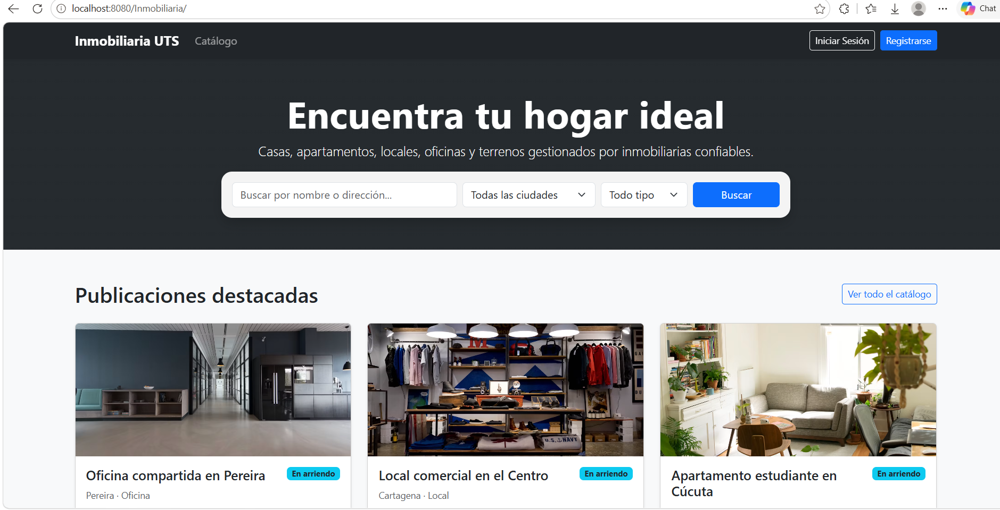 localhost:8080/Inmobiliaria/
Chat
Inmobiliaria UTS Catálogo Iniciar Sesión Registrarse
Encuentra tu hogar ideal
Casas, apartamentos, locales, oficinas y terrenos gestionados por inmobiliarias confiables.
Buscar por nombre o dirección... Todas las ciudades Todo tipo Buscar
Publicaciones destacadas Ver todo el catálogo
M
U.S. NAVY
Oficina compartida en Pereira En arriendo
Pereira · Oficina
Local comercial en el Centro En arriendo
Cartagena · Local
Apartamento estudiante en En arriendo
Cúcuta